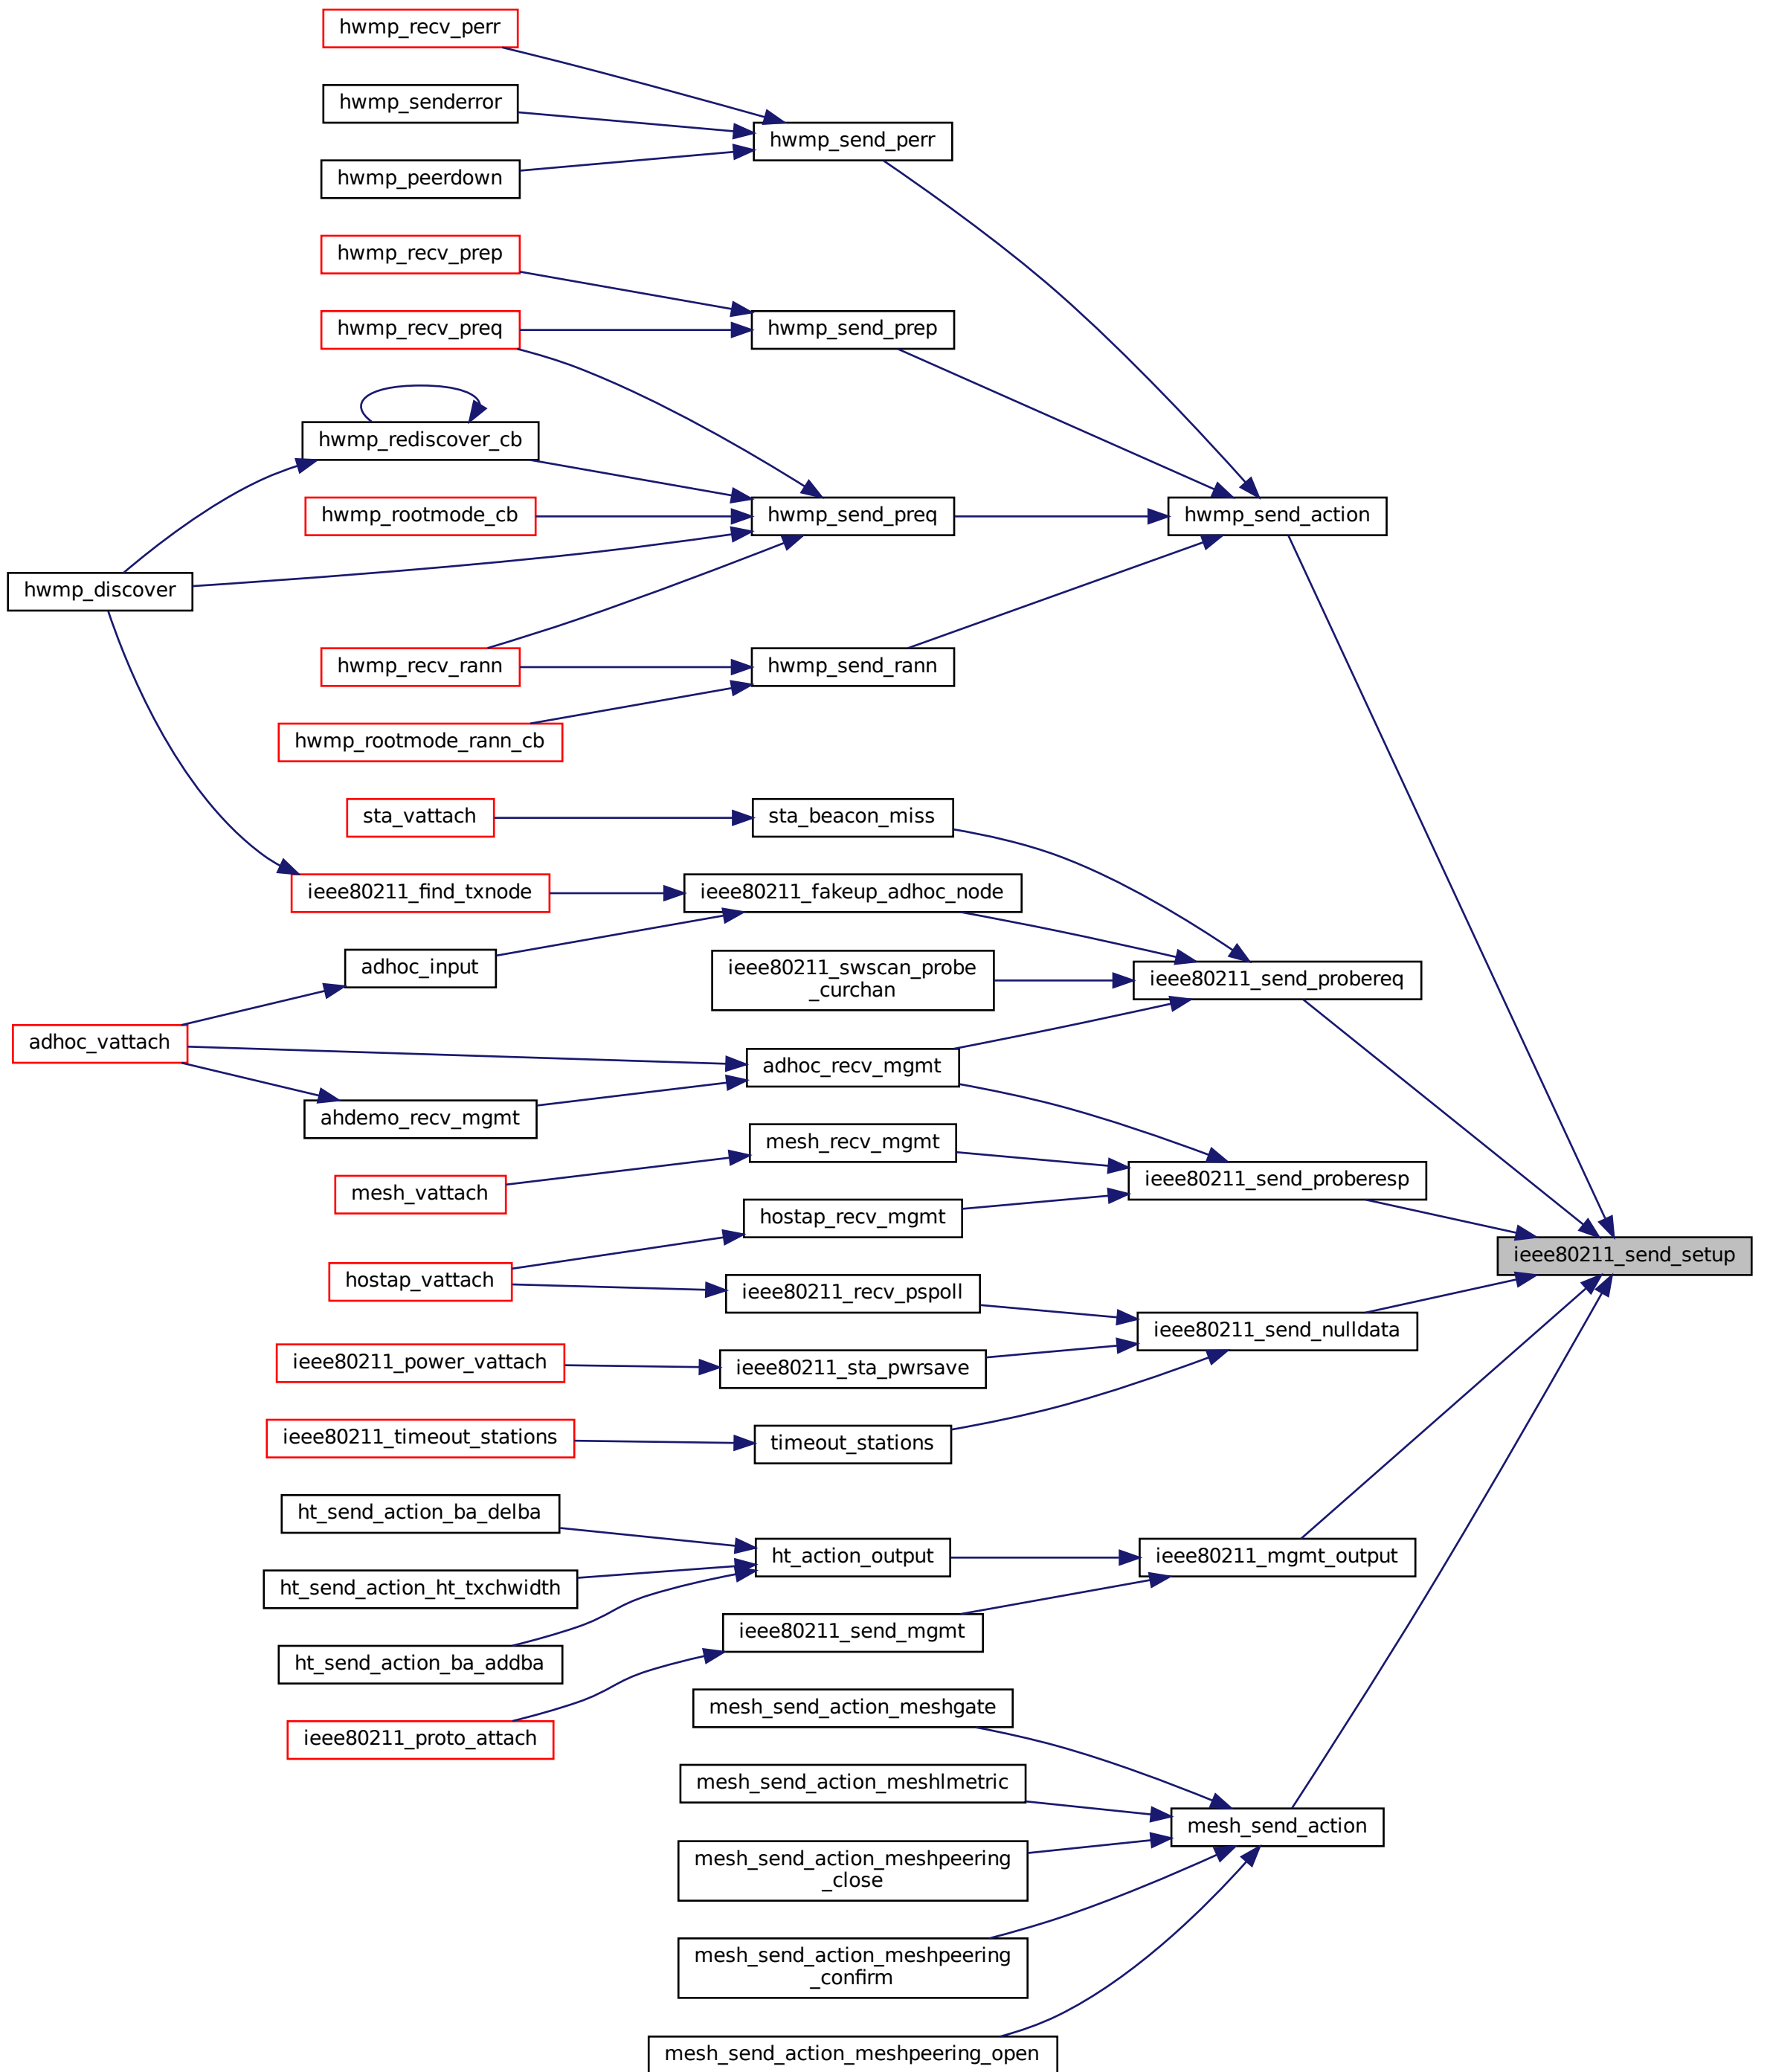 hwmp_recv_perr
hwmp_senderror
hwmp_send_perr
hwmp_peerdown
hwmp_recv_prep
hwmp_recv_preq
hwmp_send_prep
hwmp_rediscover_cb
hwmp_rootmode_cb
hwmp_send_preq
hwmp_send_action
hwmp_discover
hwmp_recv_rann
hwmp_send_rann
hwmp_rootmode_rann_cb
sta_vattach
sta_beacon_miss
ieee80211_find_txnode
ieee80211_fakeup_adhoc_node
adhoc_input
ieee80211_swscan_probe
_curchan
ieee80211_send_probereq
adhoc_vattach
adhoc_recv_mgmt
ahdemo_recv_mgmt
mesh_recv_mgmt
mesh_vattach
ieee80211_send_proberesp
hostap_recv_mgmt
ieee80211_send_setup
hostap_vattach
ieee80211_recv_pspoll
ieee80211_send_nulldata
ieee80211_power_vattach
ieee80211_sta_pwrsave
ieee80211_timeout_stations
timeout_stations
ht_send_action_ba_delba
ht_action_output
ieee80211_mgmt_output
ht_send_action_ht_txchwidth
ieee80211_send_mgmt
ht_send_action_ba_addba
mesh_send_action_meshgate
ieee80211_proto_attach
mesh_send_action_meshlmetric
mesh_send_action
mesh_send_action_meshpeering
_close
mesh_send_action_meshpeering
_confirm
mesh_send_action_meshpeering_open